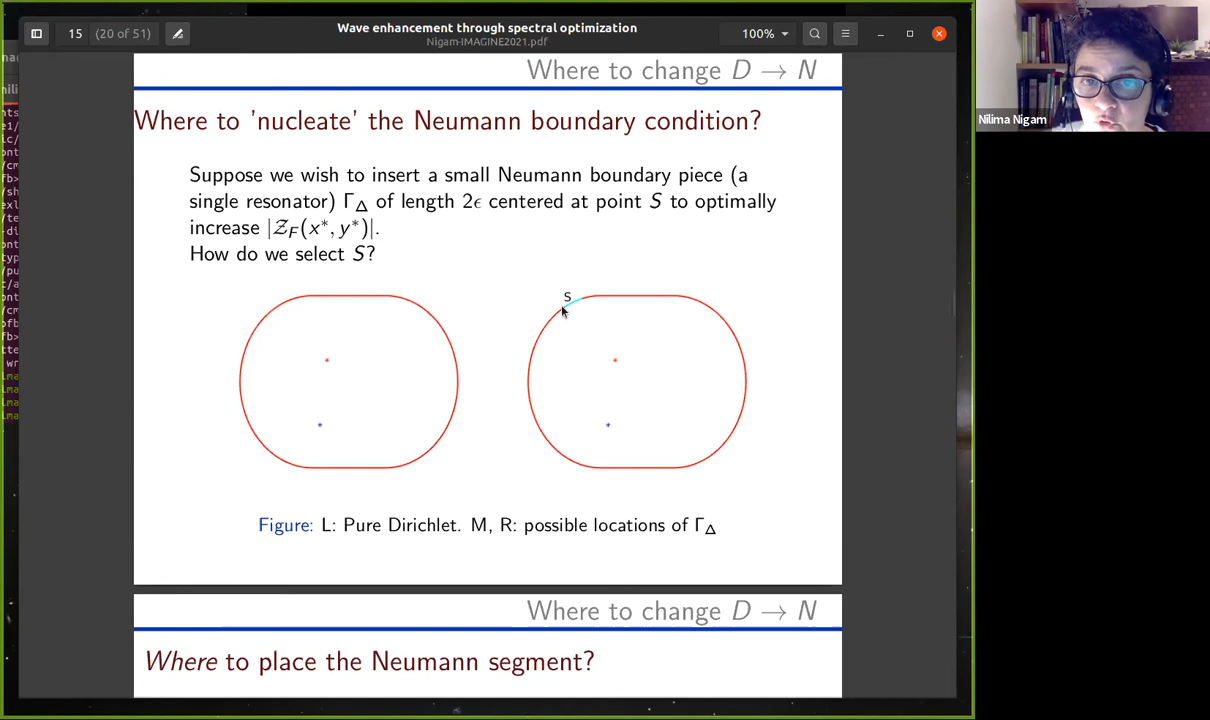 Wave enhancement through spectral optimization
Nigam-IMAGINE2021.pdf
15 (20 of 51)
100%
Where to change D → N
Where to 'nucleate' the Neumann boundary condition?
Suppose we wish to insert a small Neumann boundary piece (a
single resonator) Γ_Δ of length 2ϵ centered at point S to optimally
increase |𝒵_F(x*, y*)|.
How do we select S?
S
Figure: L: Pure Dirichlet. M, R: possible locations of Γ_Δ
Where to change D → N
Where to place the Neumann segment?
Nilima Nigam